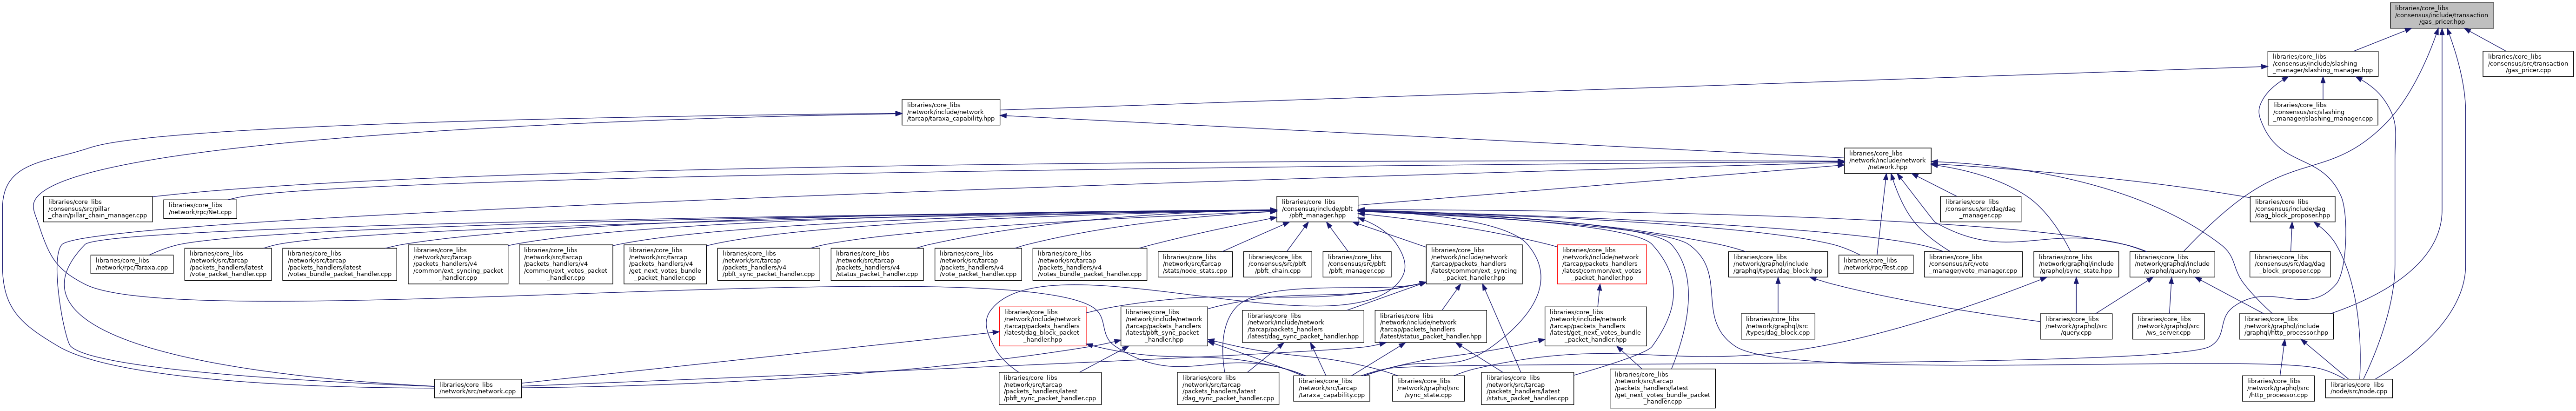 libraries/core_libs
/consensus/include/transaction
/gas_pricer.hpp
libraries/core_libs
/consensus/include/slashing
_manager/slashing_manager.hpp
libraries/core_libs
/consensus/src/transaction
/gas_pricer.cpp
libraries/core_libs
/network/include/network
/tarcap/taraxa_capability.hpp
libraries/core_libs
/consensus/src/slashing
_manager/slashing_manager.cpp
libraries/core_libs
/network/include/network
/network.hpp
libraries/core_libs
/consensus/src/pillar
_chain/pillar_chain_manager.cpp
libraries/core_libs
/network/rpc/Net.cpp
libraries/core_libs
/consensus/include/pbft
/pbft_manager.hpp
libraries/core_libs
/consensus/src/dag/dag
_manager.cpp
libraries/core_libs
/consensus/include/dag
/dag_block_proposer.hpp
libraries/core_libs
/network/rpc/Taraxa.cpp
libraries/core_libs
/network/src/tarcap
/packets_handlers/latest
/vote_packet_handler.cpp
libraries/core_libs
/network/src/tarcap
/packets_handlers/latest
/votes_bundle_packet_handler.cpp
libraries/core_libs
/network/src/tarcap
/packets_handlers/v4
/common/ext_syncing_packet
_handler.cpp
libraries/core_libs
/network/src/tarcap
/packets_handlers/v4
/common/ext_votes_packet
_handler.cpp
libraries/core_libs
/network/src/tarcap
/packets_handlers/v4
/get_next_votes_bundle
_packet_handler.cpp
libraries/core_libs
/network/src/tarcap
/packets_handlers/v4
/pbft_sync_packet_handler.cpp
libraries/core_libs
/network/src/tarcap
/packets_handlers/v4
/status_packet_handler.cpp
libraries/core_libs
/network/src/tarcap
/packets_handlers/v4
/vote_packet_handler.cpp
libraries/core_libs
/network/src/tarcap
/packets_handlers/v4
/votes_bundle_packet_handler.cpp
libraries/core_libs
/network/src/tarcap
/stats/node_stats.cpp
libraries/core_libs
/consensus/src/pbft
/pbft_chain.cpp
libraries/core_libs
/consensus/src/pbft
/pbft_manager.cpp
libraries/core_libs
/network/include/network
/tarcap/packets_handlers
/latest/common/ext_syncing
_packet_handler.hpp
libraries/core_libs
/network/include/network
/tarcap/packets_handlers
/latest/common/ext_votes
_packet_handler.hpp
libraries/core_libs
/network/graphql/include
/graphql/types/dag_block.hpp
libraries/core_libs
/network/rpc/Test.cpp
libraries/core_libs
/consensus/src/vote
_manager/vote_manager.cpp
libraries/core_libs
/network/graphql/include
/graphql/sync_state.hpp
libraries/core_libs
/network/graphql/include
/graphql/query.hpp
libraries/core_libs
/consensus/src/dag/dag
_block_proposer.cpp
libraries/core_libs
/network/include/network
/tarcap/packets_handlers
/latest/dag_block_packet
_handler.hpp
libraries/core_libs
/network/include/network
/tarcap/packets_handlers
/latest/pbft_sync_packet
_handler.hpp
libraries/core_libs
/network/include/network
/tarcap/packets_handlers
/latest/dag_sync_packet_handler.hpp
libraries/core_libs
/network/include/network
/tarcap/packets_handlers
/latest/status_packet_handler.hpp
libraries/core_libs
/network/include/network
/tarcap/packets_handlers
/latest/get_next_votes_bundle
_packet_handler.hpp
libraries/core_libs
/network/graphql/src
/types/dag_block.cpp
libraries/core_libs
/network/graphql/src
/query.cpp
libraries/core_libs
/network/graphql/src
/ws_server.cpp
libraries/core_libs
/network/graphql/include
/graphql/http_processor.hpp
libraries/core_libs
/network/src/network.cpp
libraries/core_libs
/network/src/tarcap
/packets_handlers/latest
/pbft_sync_packet_handler.cpp
libraries/core_libs
/network/src/tarcap
/packets_handlers/latest
/dag_sync_packet_handler.cpp
libraries/core_libs
/network/src/tarcap
/taraxa_capability.cpp
libraries/core_libs
/network/graphql/src
/sync_state.cpp
libraries/core_libs
/network/src/tarcap
/packets_handlers/latest
/status_packet_handler.cpp
libraries/core_libs
/network/src/tarcap
/packets_handlers/latest
/get_next_votes_bundle_packet
_handler.cpp
libraries/core_libs
/network/graphql/src
/http_processor.cpp
libraries/core_libs
/node/src/node.cpp